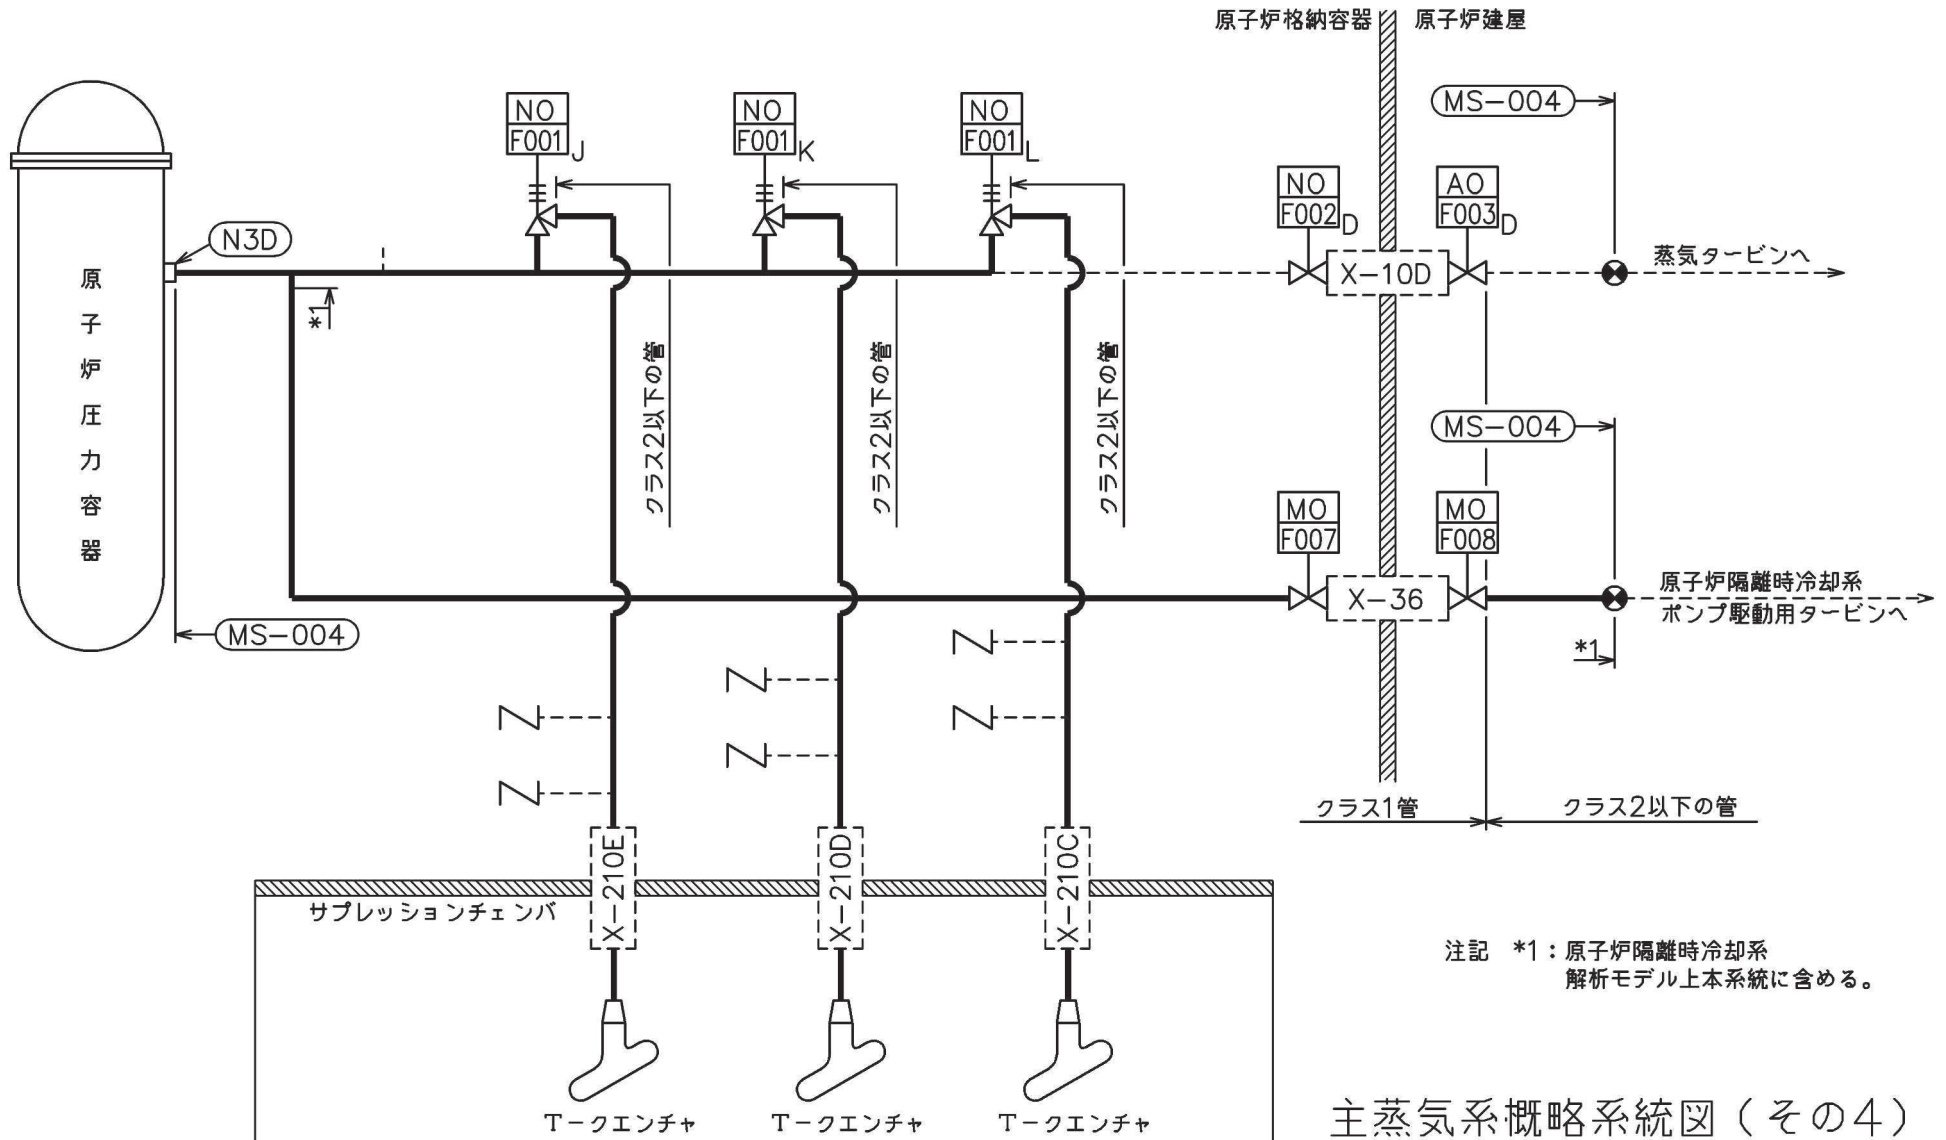 原子炉格納容器
原子炉建屋
MS-004
NO
F001
J
NO
F001
K
NO
F001
L
NO
F002
D
AO
F003
D
N3D
X-10D
蒸気タービンへ
原子炉圧力容器
*1
クラス2以下の管
クラス2以下の管
クラス2以下の管
MS-004
MO
F007
MO
F008
X-36
原子炉隔離時冷却系
ポンプ駆動用タービンへ
MS-004
*1
クラス1管
クラス2以下の管
X-210E
X-210D
X-210C
サプレッションチェンバ
注記 *1:原子炉隔離時冷却系
解析モデル上本系統に含める。
T-クエンチャ
T-クエンチャ
T-クエンチャ
主蒸気系概略系統図(その4)